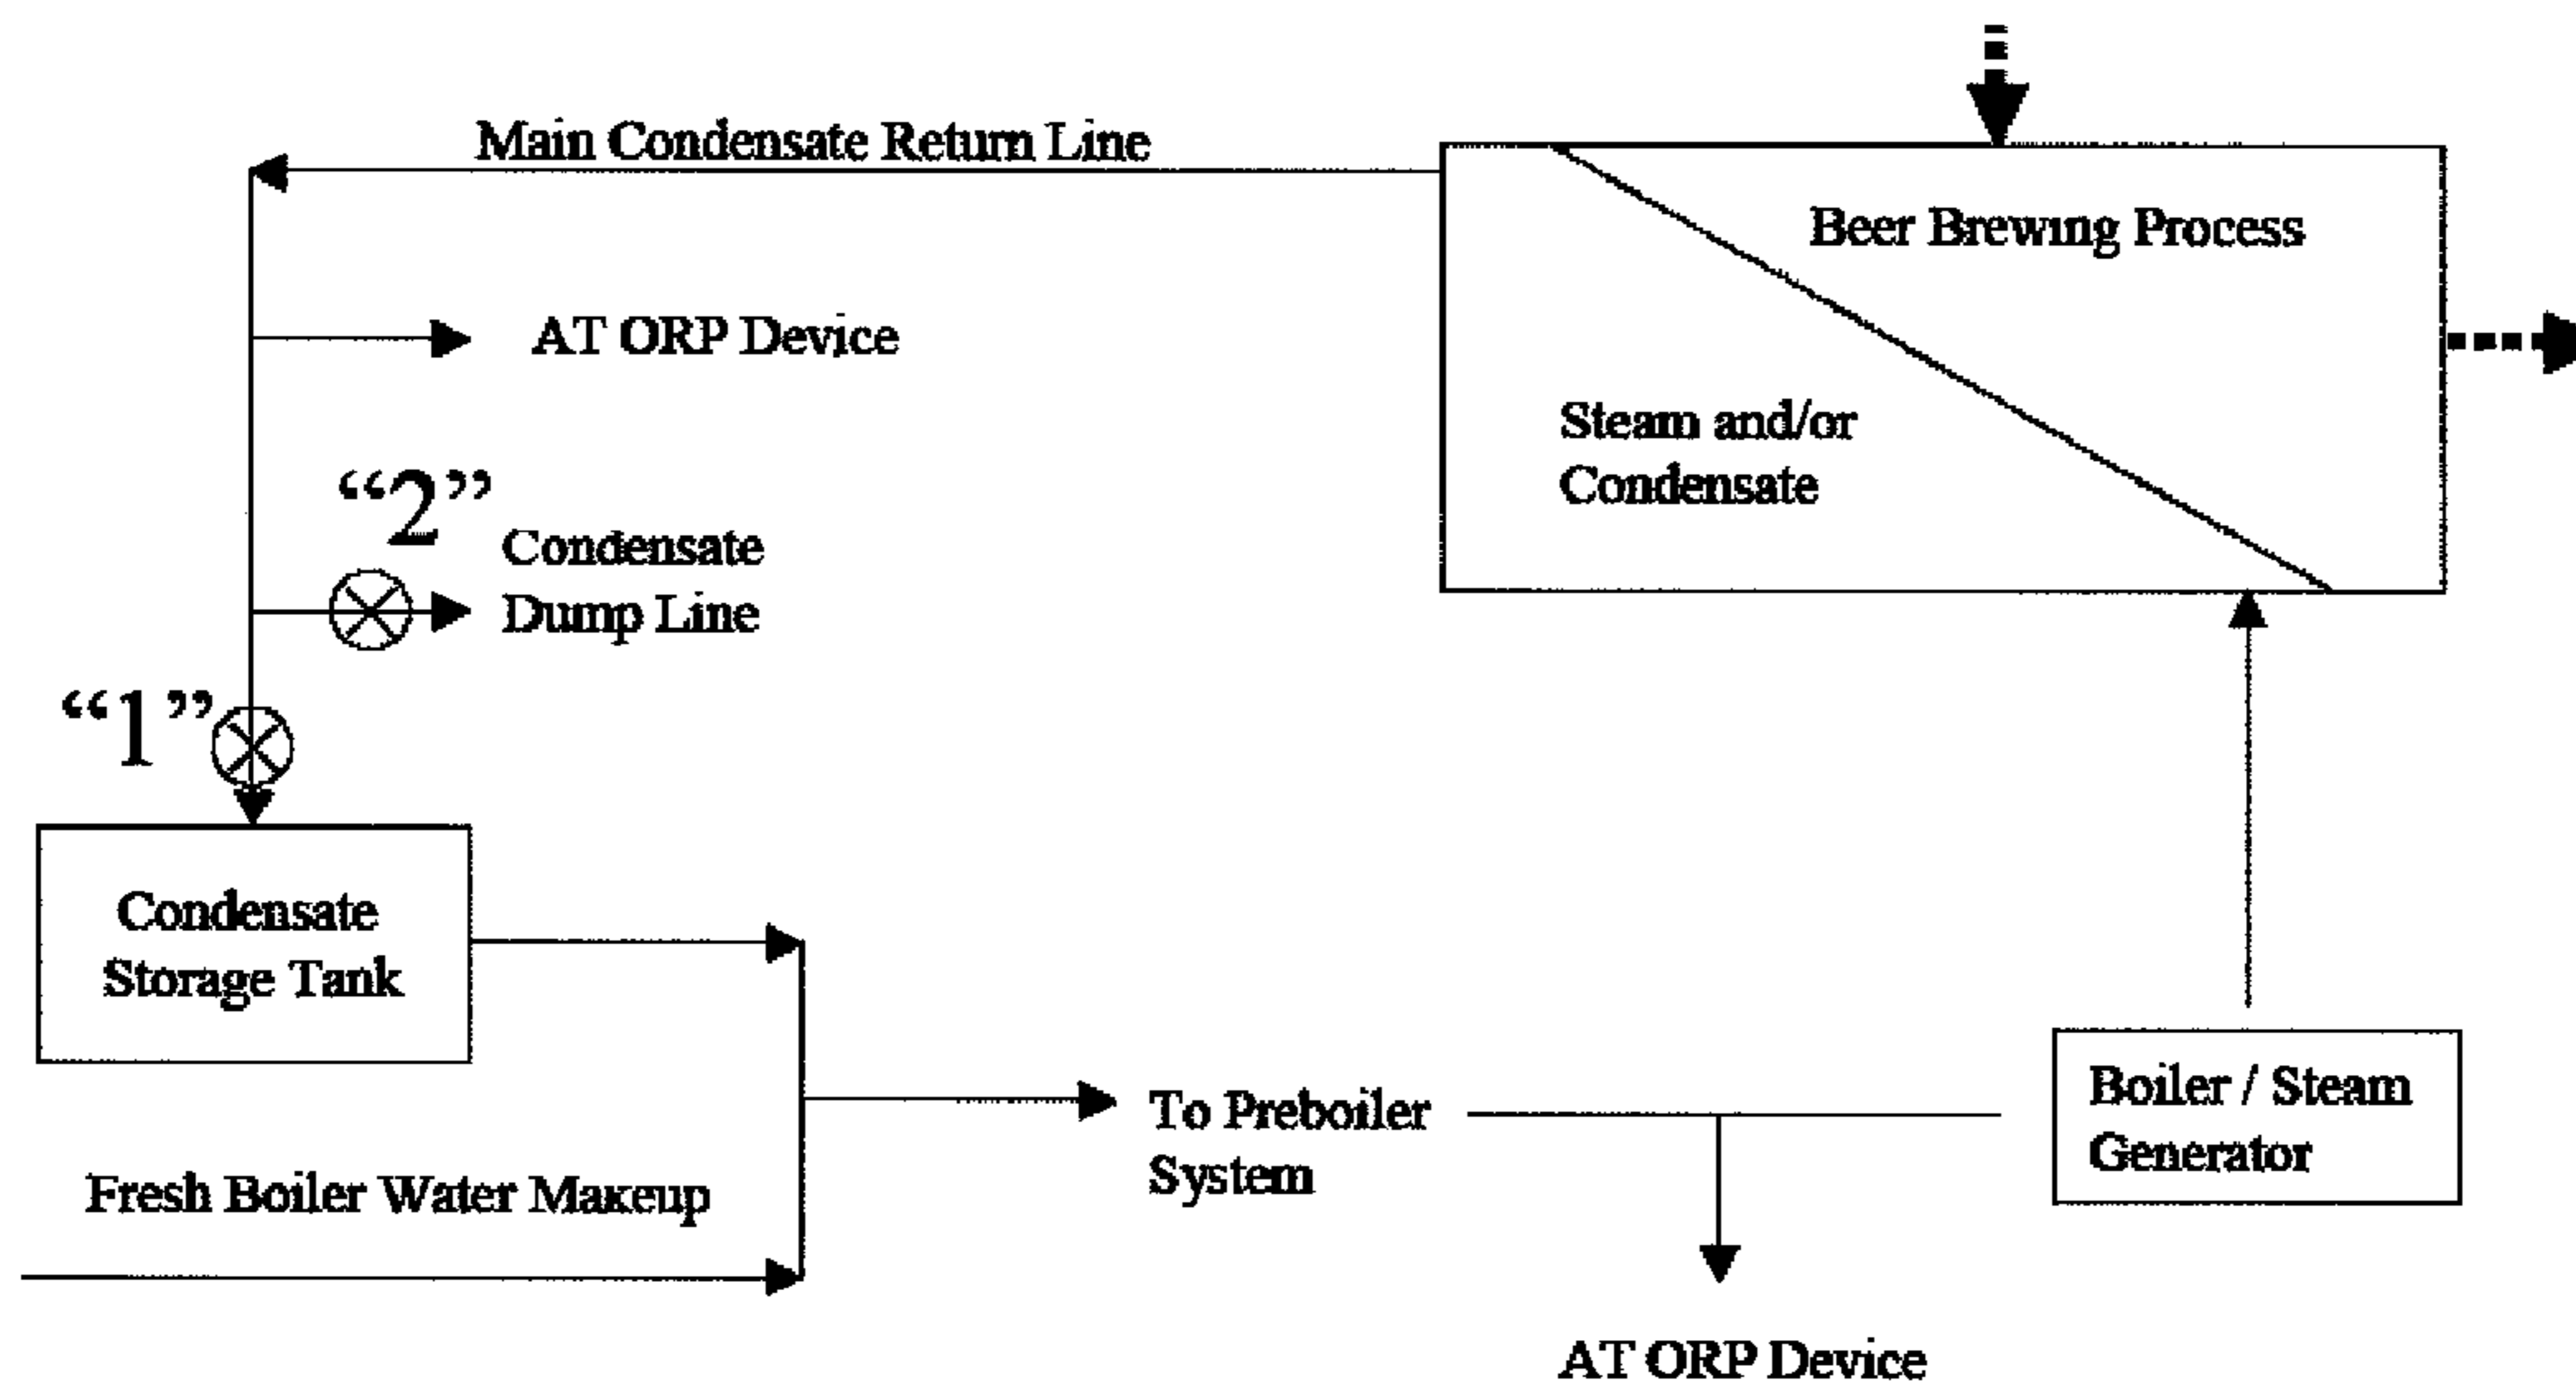 Main Condensate Return Line
Beer Brewing Process
AT ORP Device
Steam and/or
Condensate
“2”
Condensate
Dump Line
“1”
Condensate
Storage Tank
To Preboiler
System
Boiler / Steam
Generator
Fresh Boiler Water Makeup
AT ORP Device